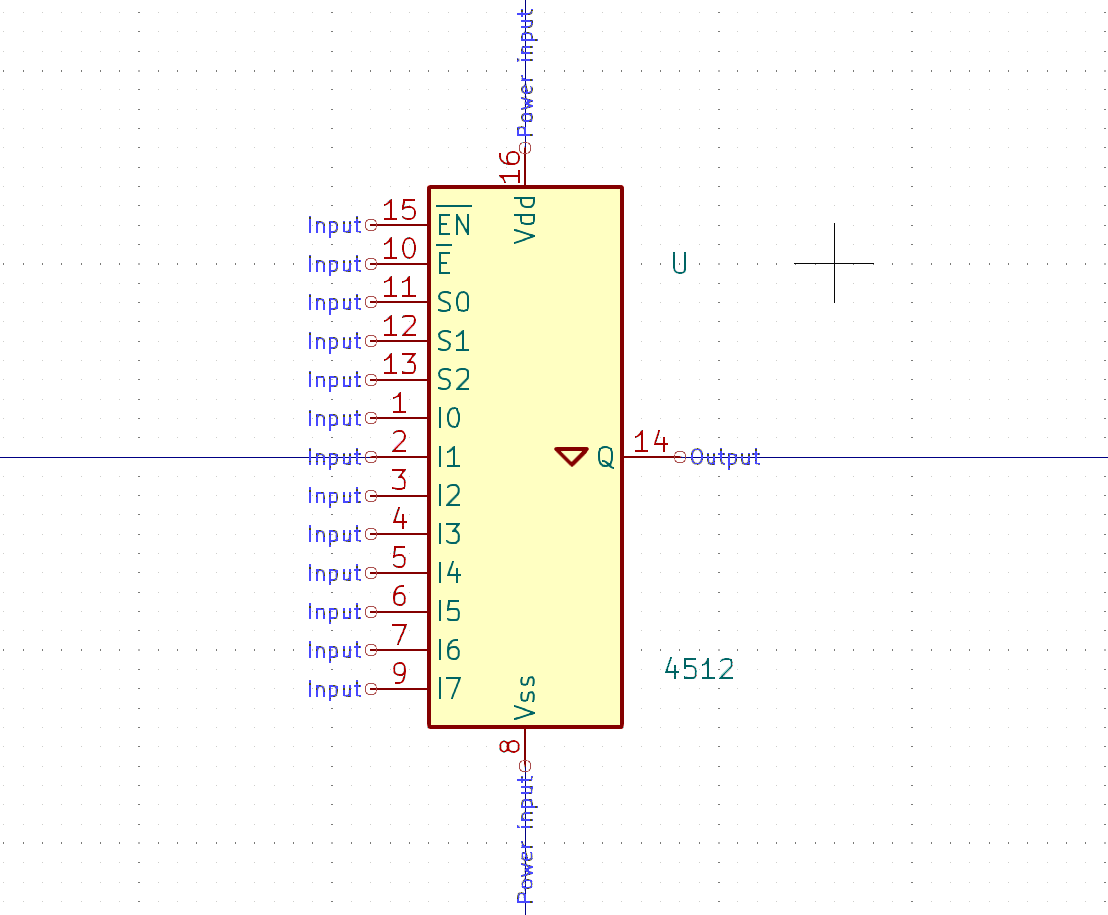 Power input
16
Vdd
Input 15 EN
Input 10 E
U
Input 11 S0
Input 12 S1
Input 13 S2
Input 1 I0
Input 2 I1
Q 14 Output
Input 3 I2
Input 4 I3
Input 5 I4
Input 6 I5
Input 7 I6
4512
Input 9 I7
Vss
8
Power input